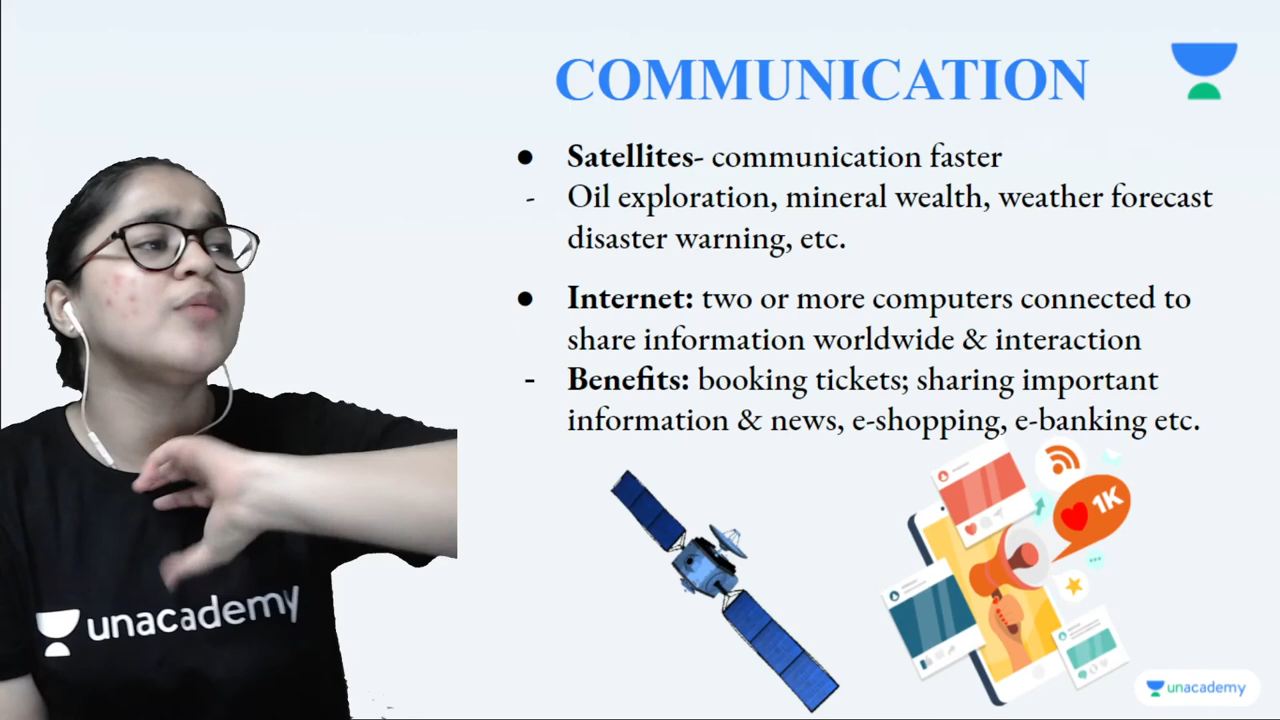 COMMUNICATION
● Satellites- communication faster
- Oil exploration, mineral wealth, weather forecast
disaster warning, etc.
● Internet: two or more computers connected to
share information worldwide & interaction
- Benefits: booking tickets; sharing important
information & news, e-shopping, e-banking etc.
1K
unacademy
unacademy